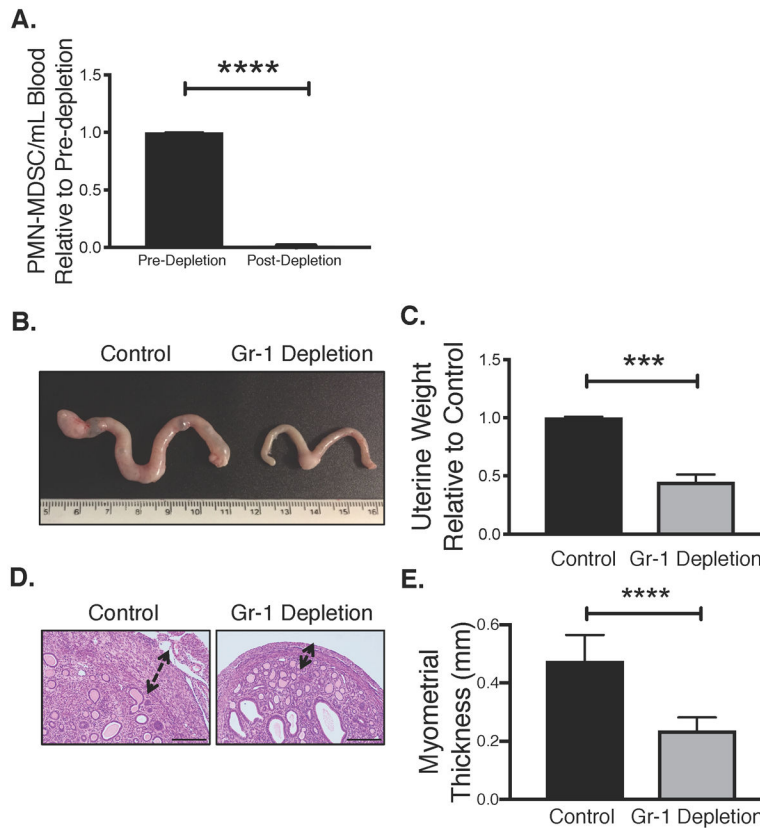 A.
PMN-MDSC/mL Blood
Relative to Pre-depletion
1.5
1.0
0.5
0.0
****
Pre-Depletion Post-Depletion
B.
Control Gr-1 Depletion
5 6 7 8 9 10 11 12 13 14 15 16
C.
Uterine Weight
Relative to Control
1.5
1.0
0.5
0.0
***
Control Gr-1 Depletion
D.
Control Gr-1 Depletion
E.
Myometrial
Thickness (mm)
0.6
0.4
0.2
0.0
****
Control Gr-1 Depletion